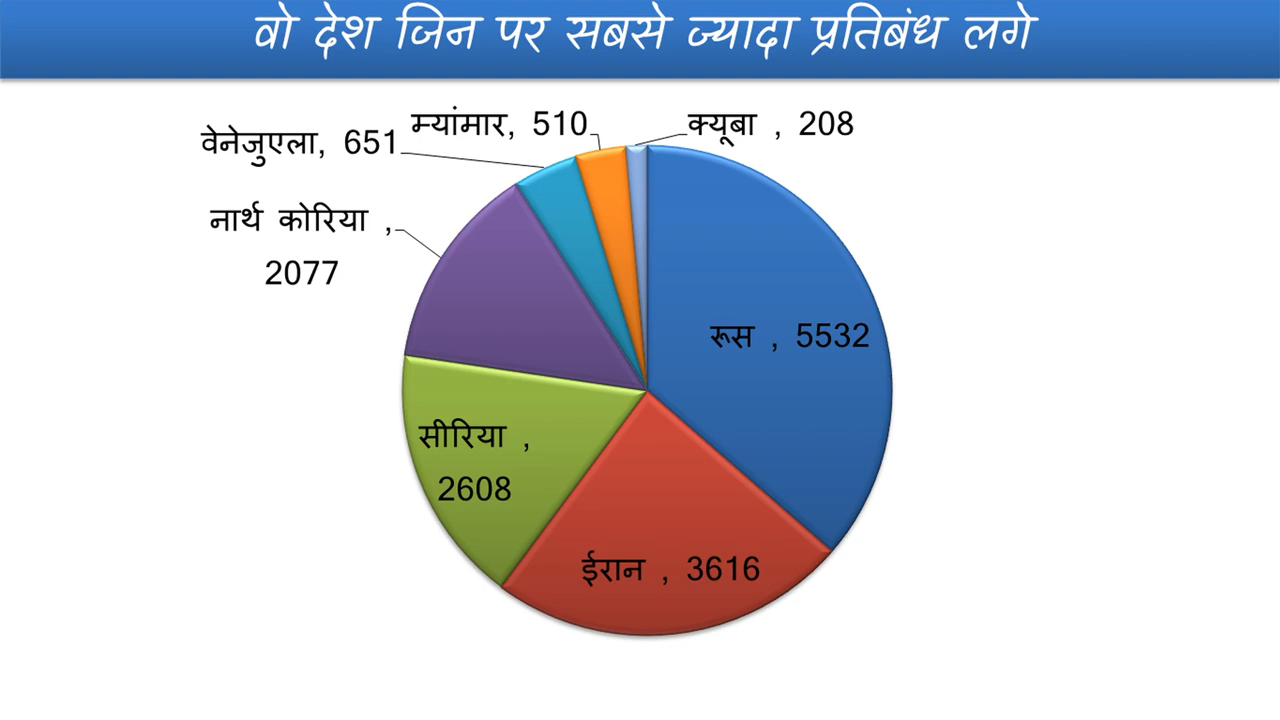 वो देश जिन पर सबसे ज्यादा प्रतिबंध लगे
वेनेजुएला, 651
म्यांमार, 510
क्यूबा , 208
नार्थ कोरिया ,
2077
रूस , 5532
सीरिया ,
2608
ईरान , 3616